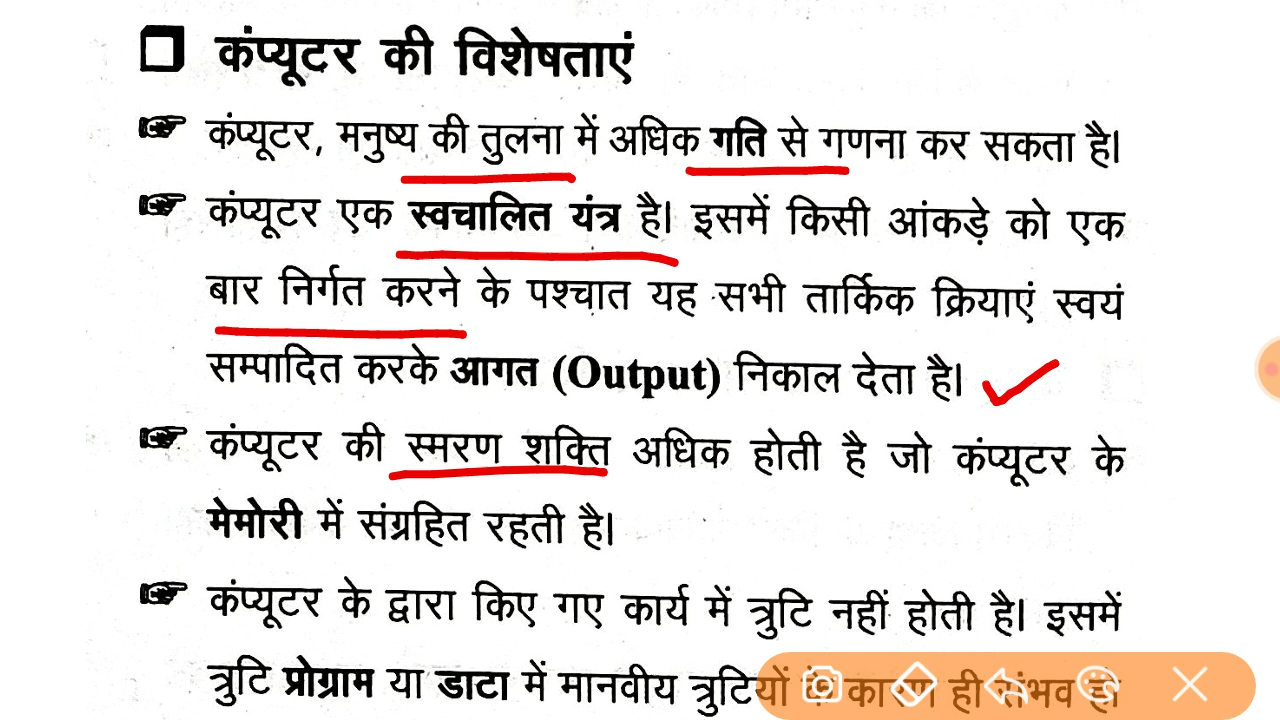 कंप्यूटर की विशेषताएं
कंप्यूटर, मनुष्य की तुलना में अधिक गति से गणना कर सकता है।
कंप्यूटर एक स्वचालित यंत्र है। इसमें किसी आंकड़े को एक
बार निर्गत करने के पश्चात यह सभी तार्किक क्रियाएं स्वयं
सम्पादित करके आगत (Output) निकाल देता है।
कंप्यूटर की स्मरण शक्ति अधिक होती है जो कंप्यूटर के
मेमोरी में संग्रहित रहती है।
कंप्यूटर के द्वारा किए गए कार्य में त्रुटि नहीं होती है। इसमें
त्रुटि प्रोग्राम या डाटा में मानवीय त्रुटियों के कारण ही संभव हो